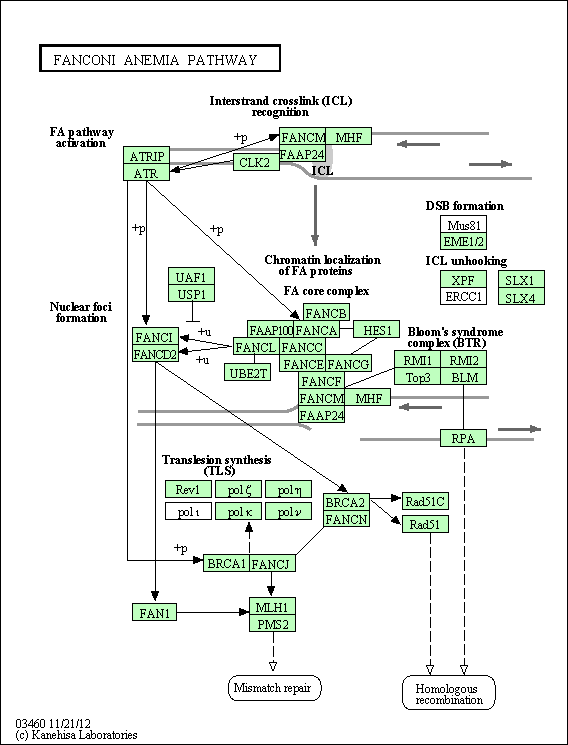 FANCONI ANEMIA PATHWAY
Interstrand crosslink (ICL)
recognition
FA pathway
activation
+p
FANCM MHF
FAAP24
ICL
ATRIP
ATR
CLK2
+p
+p
DSB formation
Mus81
EME1/2
ICL unhooking
XPF SLX1
ERCC1 SLX4
Chromatin localization
of FA proteins
FA core complex
UAF1
USP1
Nuclear foci
formation
FANCI
FANCD2
+u
+u
FANCB
FAAP100 FANCA HES1
FANCL FANCC
UBE2T
FANCE FANCG
FANCF
FANCM MHF
FAAP24
Bloom's syndrome
complex (BTR)
RMI1 RMI2
Top3 BLM
RPA
Translesion synthesis
(TLS)
Rev1 pol ζ pol η
pol ι pol κ pol ν
BRCA2
FANCN
Rad51C
Rad51
+p
BRCA1 FANCJ
FAN1
MLH1
PMS2
Mismatch repair
Homologous
recombination
03460 11/21/12
(c) Kanehisa Laboratories